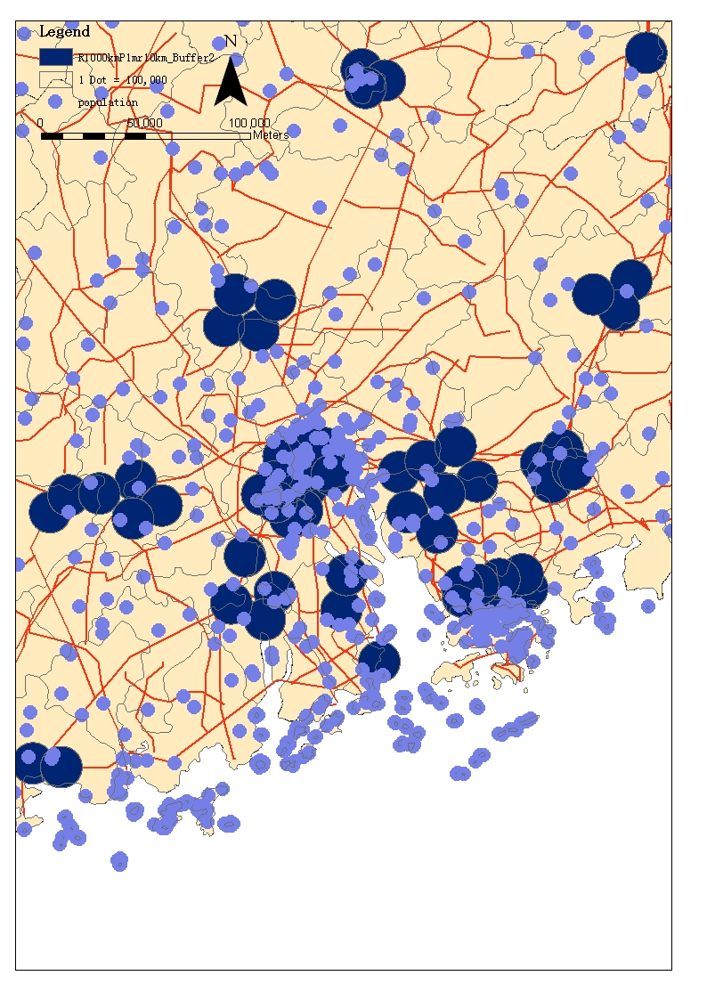 Legend
N
R1000kmP1mr10km_Buffer2
1 Dot = 100,000
population
0 50,000 100,000
Meters